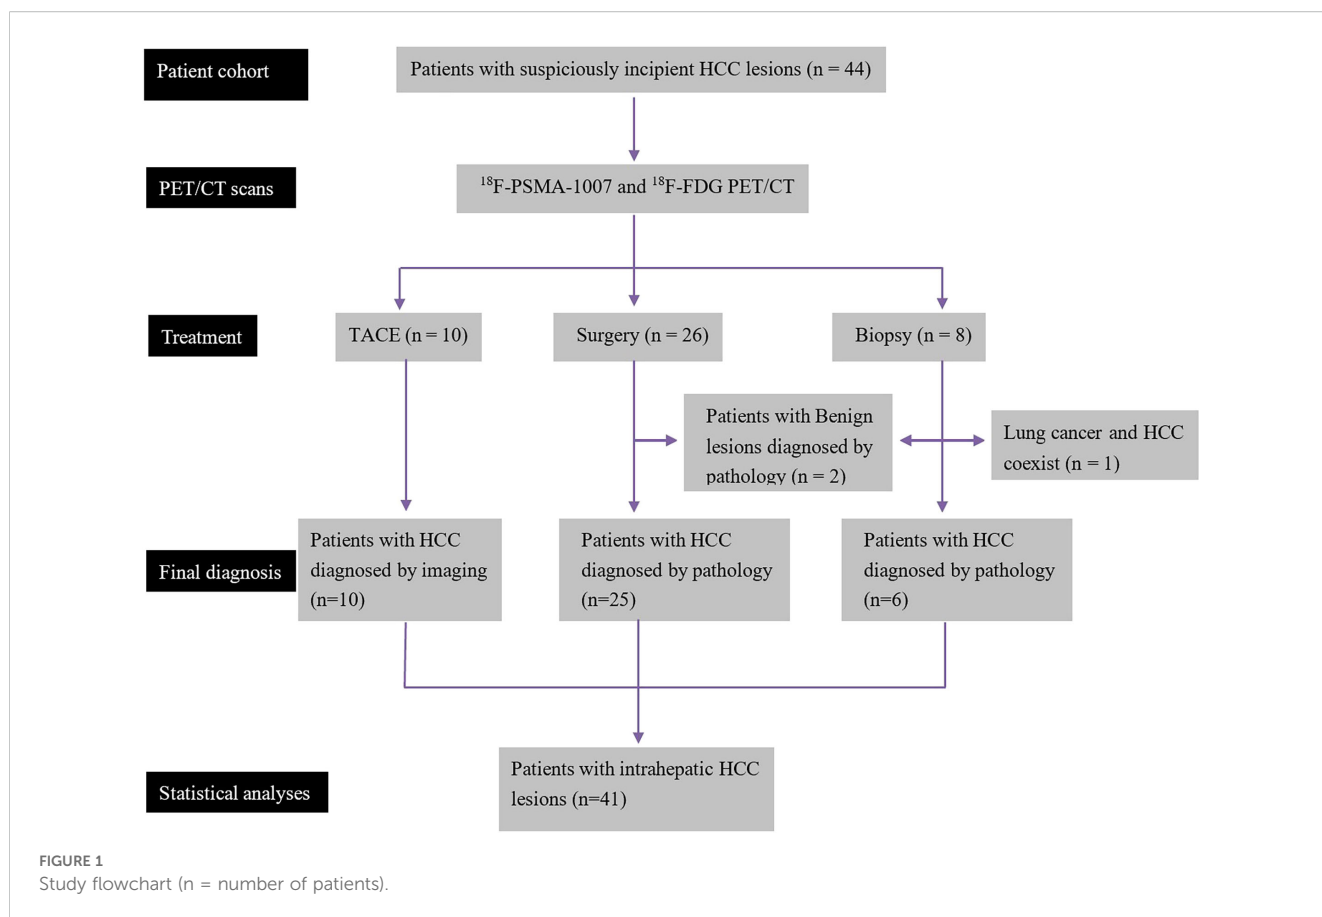 Patient cohort
Patients with suspiciously incipient HCC lesions (n = 44)
PET/CT scans
¹⁸F-PSMA-1007 and ¹⁸F-FDG PET/CT
Treatment
TACE (n = 10)
Surgery (n = 26)
Biopsy (n = 8)
Patients with Benign
lesions diagnosed by
pathology (n = 2)
Lung cancer and HCC
coexist (n = 1)
Final diagnosis
Patients with HCC
diagnosed by imaging
(n=10)
Patients with HCC
diagnosed by pathology
(n=25)
Patients with HCC
diagnosed by pathology
(n=6)
Statistical analyses
Patients with intrahepatic HCC
lesions (n=41)
FIGURE 1
Study flowchart (n = number of patients).